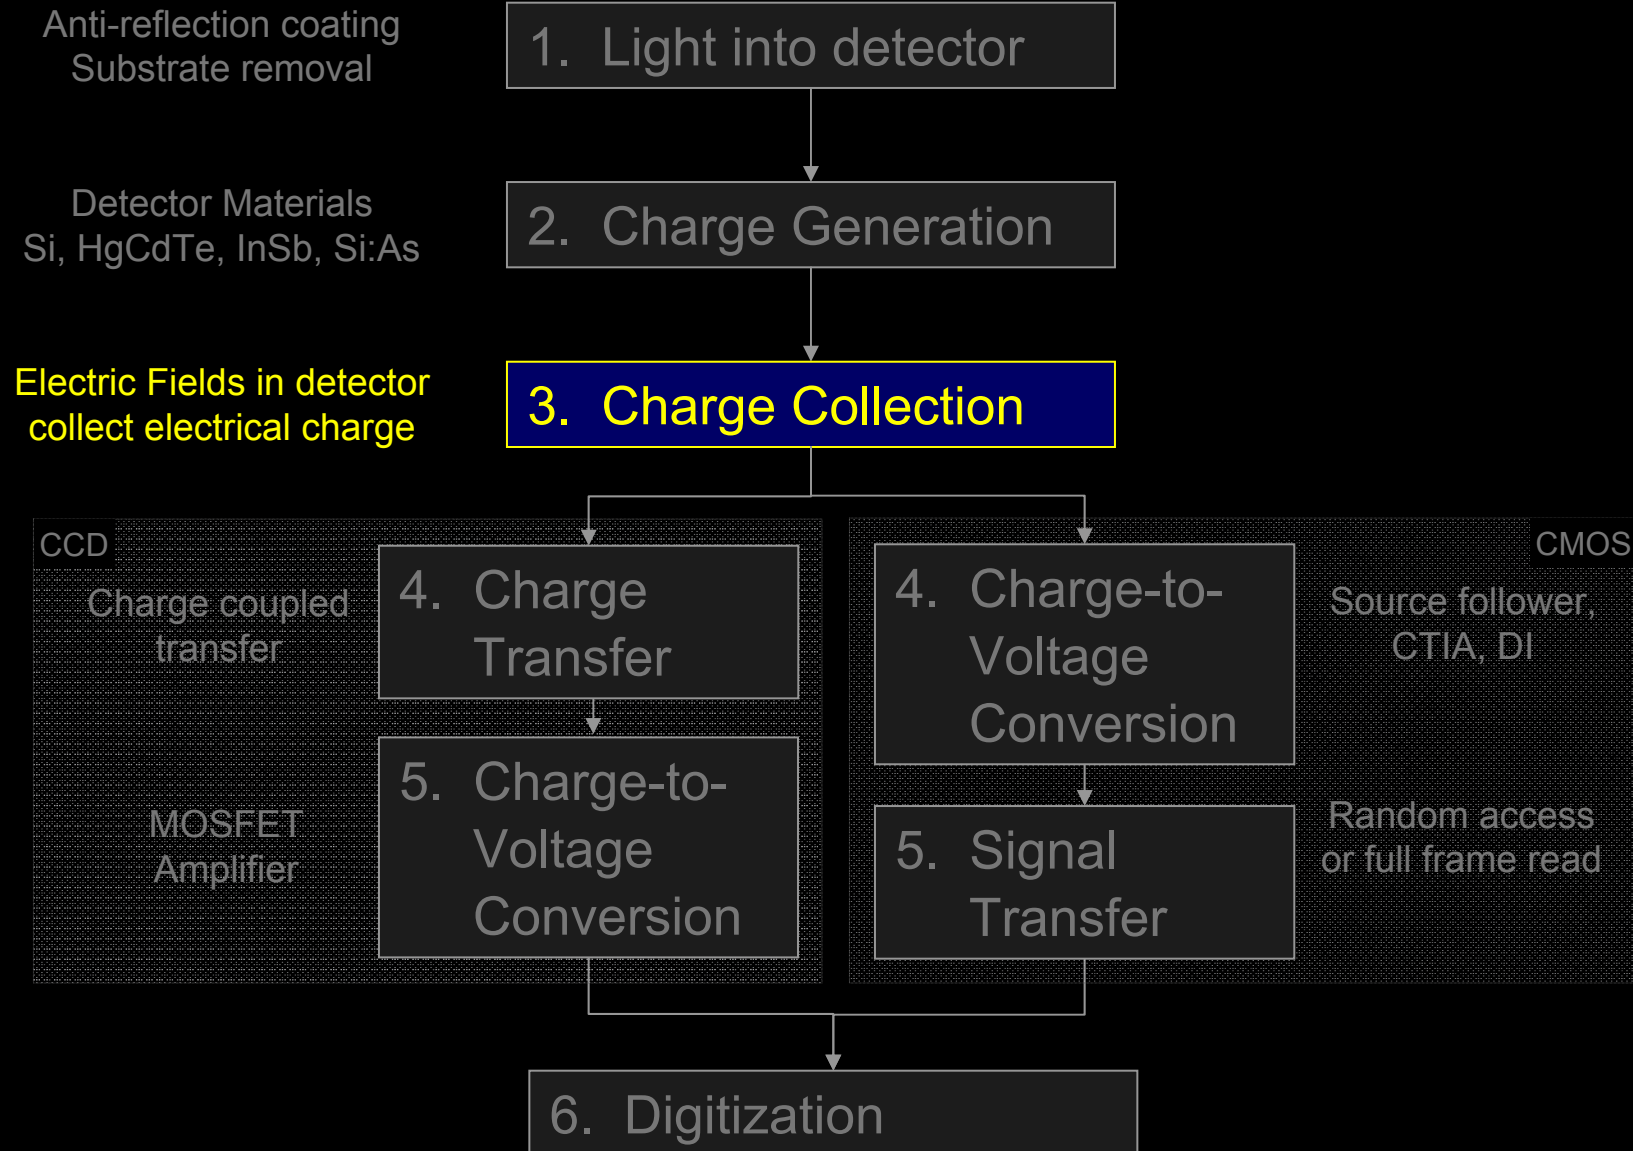 Anti-reflection coating
Substrate removal
1. Light into detector
Detector Materials
Si, HgCdTe, InSb, Si:As
2. Charge Generation
Electric Fields in detector
collect electrical charge
3. Charge Collection
CCD
Charge coupled
transfer
4. Charge
Transfer
MOSFET
Amplifier
5. Charge-to-
Voltage
Conversion
CMOS
4. Charge-to-
Voltage
Conversion
Source follower,
CTIA, DI
5. Signal
Transfer
Random access
or full frame read
6. Digitization